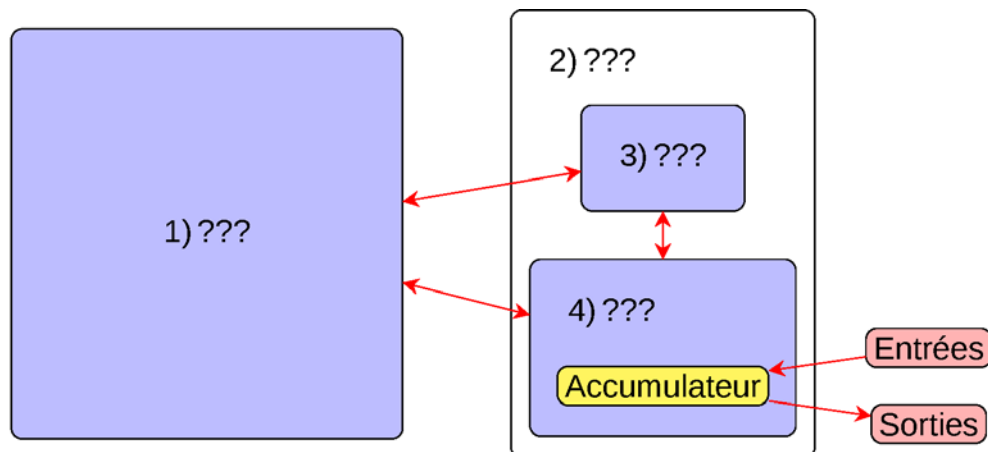 1) ???
2) ???
3) ???
4) ???
Accumulateur
Entrées
Sorties